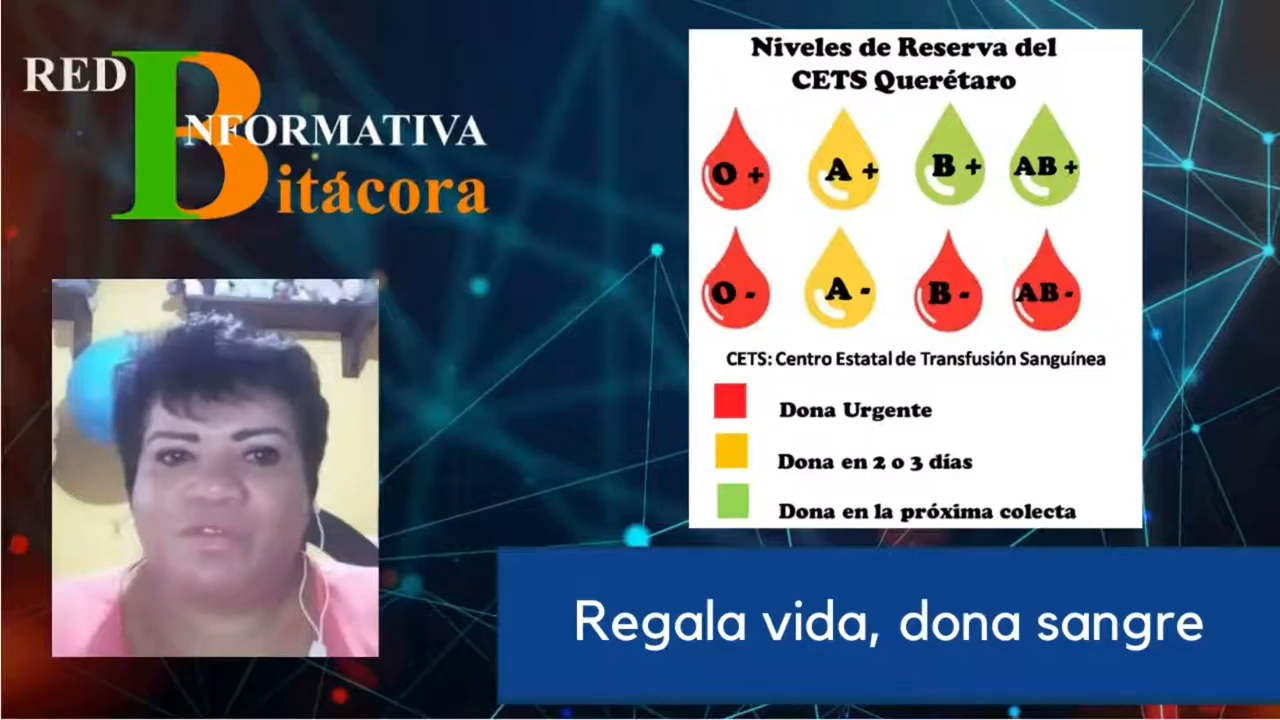 RED
INFORMATIVA
Bitácora
Niveles de Reserva del
CETS Querétaro
O + A + B + AB +
O - A - B - AB -
CETS: Centro Estatal de Transfusión Sanguínea
Dona Urgente
Dona en 2 o 3 días
Dona en la próxima colecta
Regala vida, dona sangre